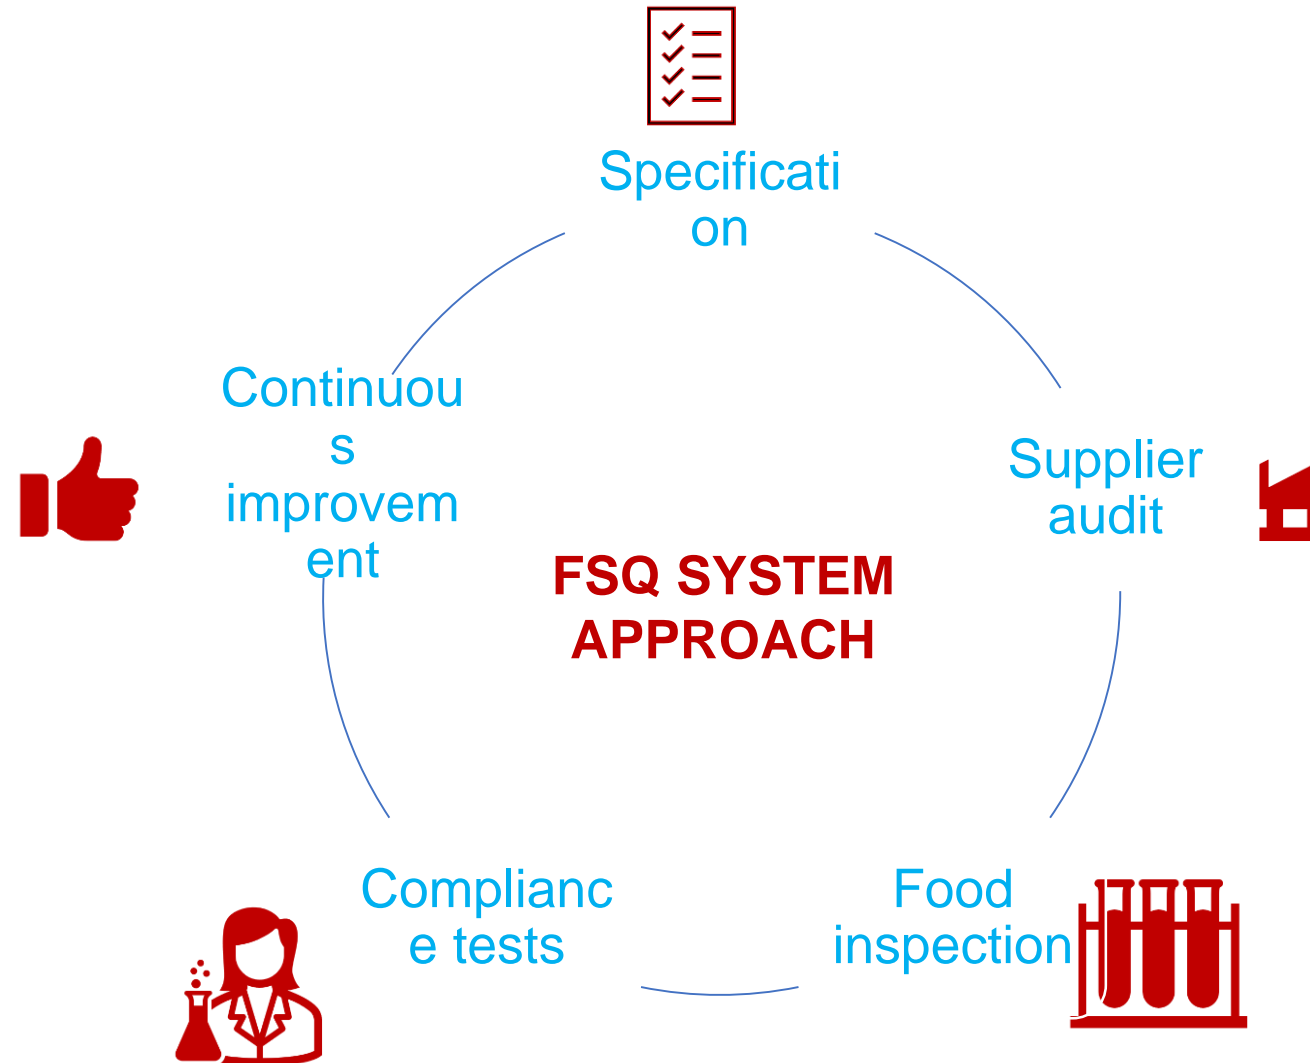 Specificati
on
Continuou
s
improvem
ent
Supplier
audit
FSQ SYSTEM
APPROACH
Complianc
e tests
Food
inspection